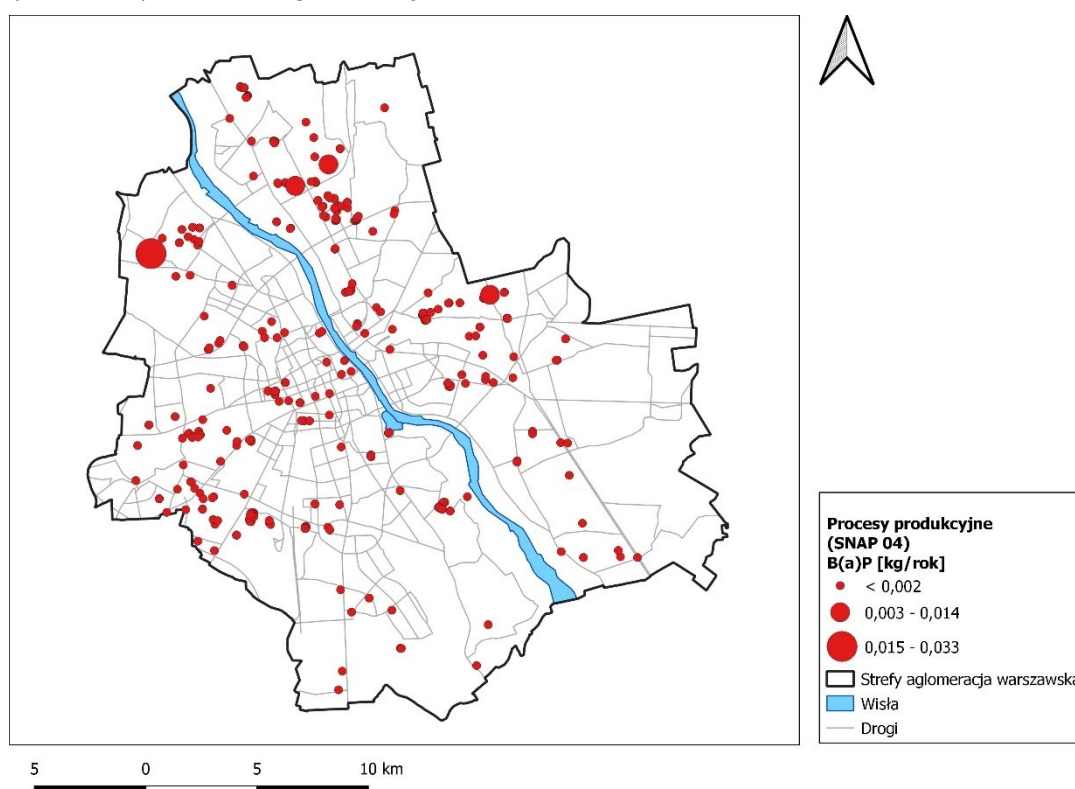 Procesy produkcyjne
(SNAP 04)
B(a)P [kg/rok]
< 0,002
0,003 - 0,014
0,015 - 0,033
Strefy aglomeracja warszawska
Wisła
Drogi
5 0 5 10 km